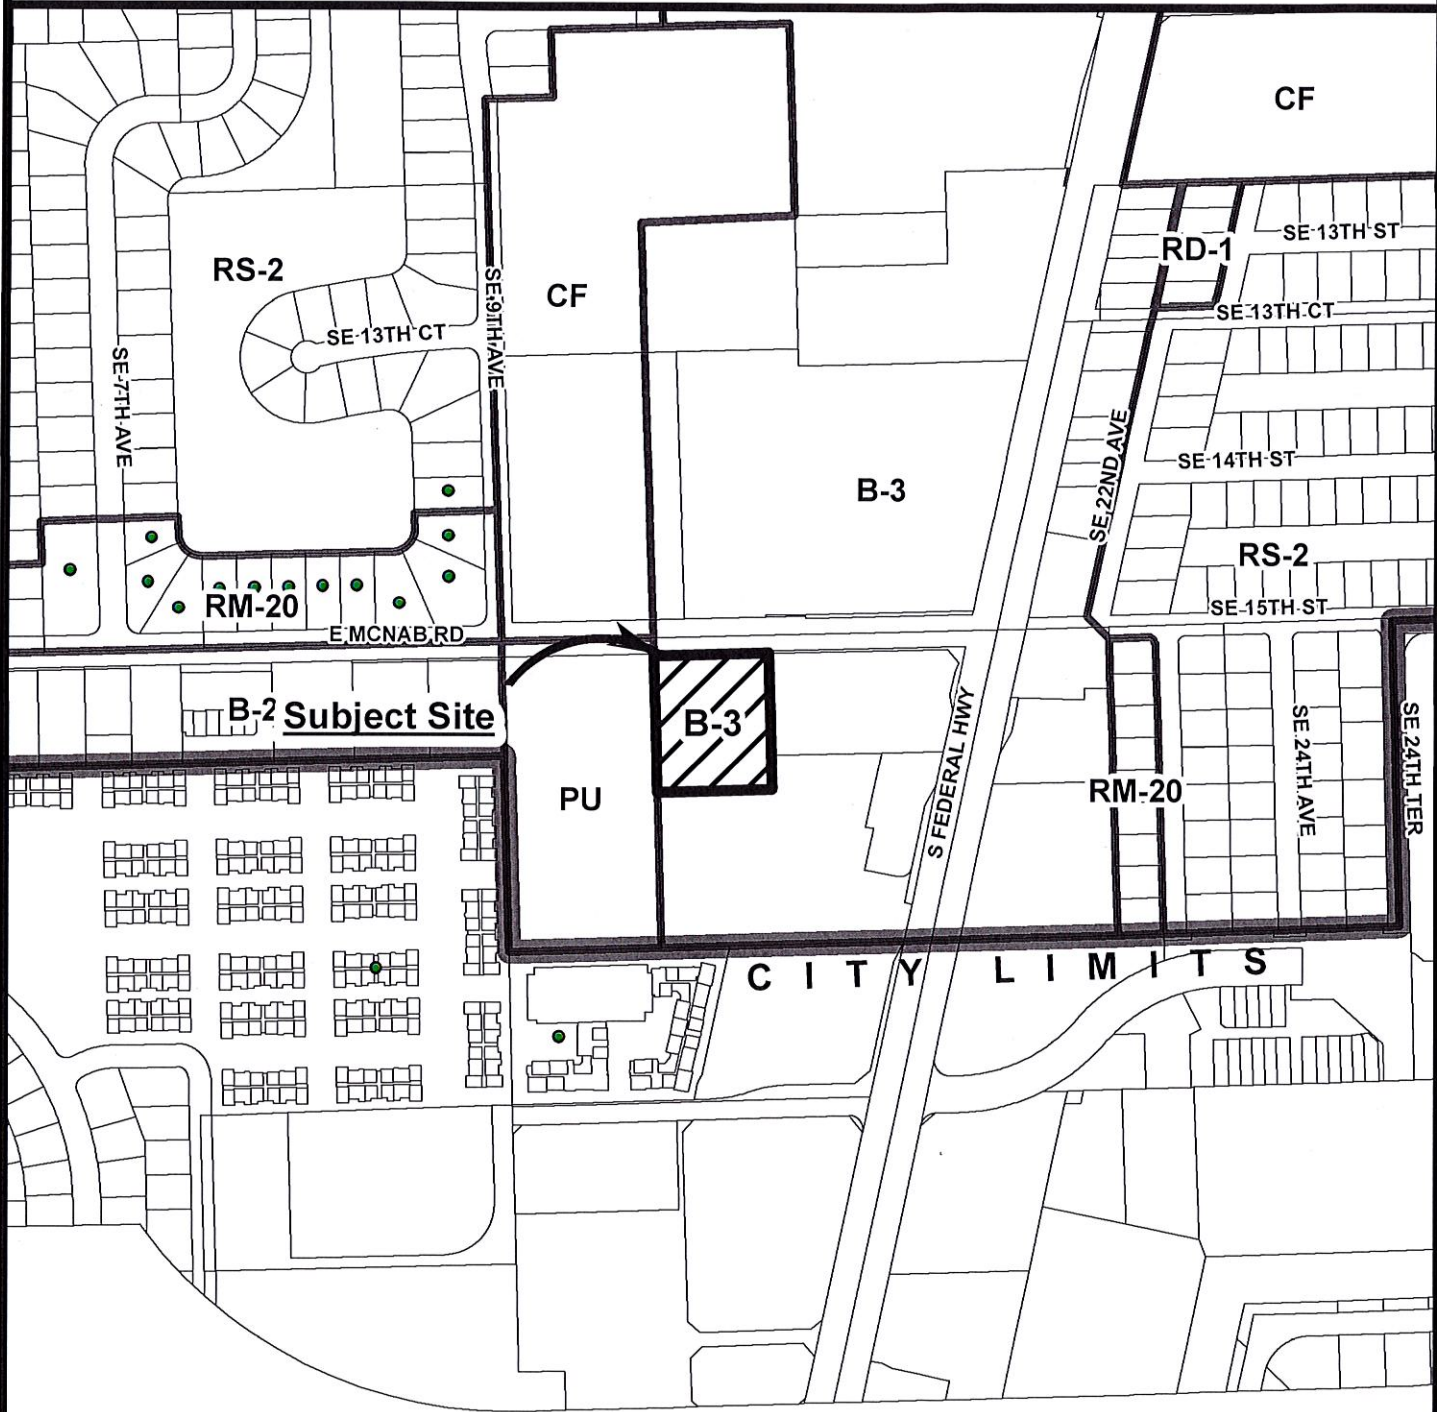 CF
RD-1
SE 13TH ST
RS-2
SE 9TH AVE
CF
SE 13TH CT
SE 13TH CT
SE 7TH AVE
B-3
SE 22ND AVE
SE 14TH ST
RS-2
RM-20
SE 15TH ST
E MCNAB RD
B-2
Subject Site
B-3
S FEDERAL HWY
SE 24TH AVE
SE 24TH TER
PU
RM-20
CITY LIMITS